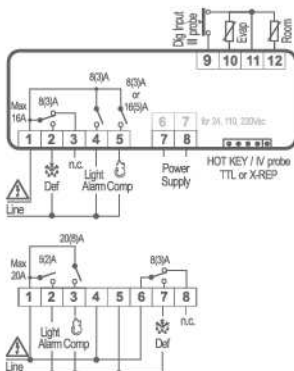 Dig Input
III probe
Evap
Room
9 10 11 12
8(3)A
8(3)A
or
16(5)A
Max
16A
8(3)A
6 7 for 24, 110, 230Vac
1 2 3 4 5 7 8
n.c.
Def
Light
Alarm Comp
Power
Supply
HOT KEY / IV probe
TTL or X-REP
Line
20(8)A
Max
20A
5(2)A
8(3)A
1 2 3 4 5 6 7 8
n.c.
Light
Alarm Comp
Def
Line